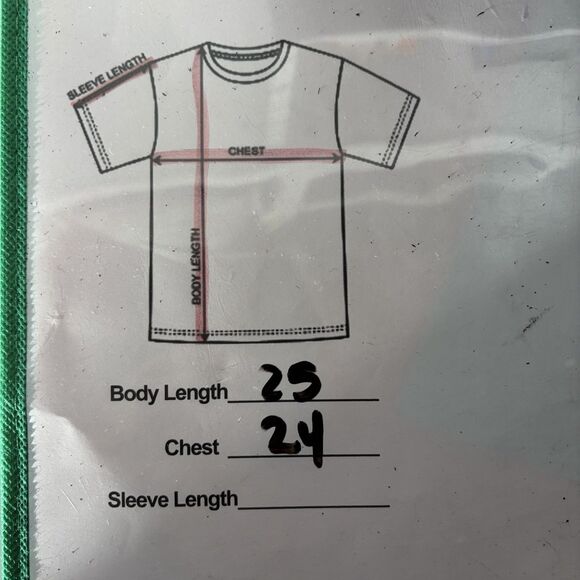 SLEEVE LENGTH
CHEST
BODY LENGTH
Body Length 25
Chest 24
Sleeve Length